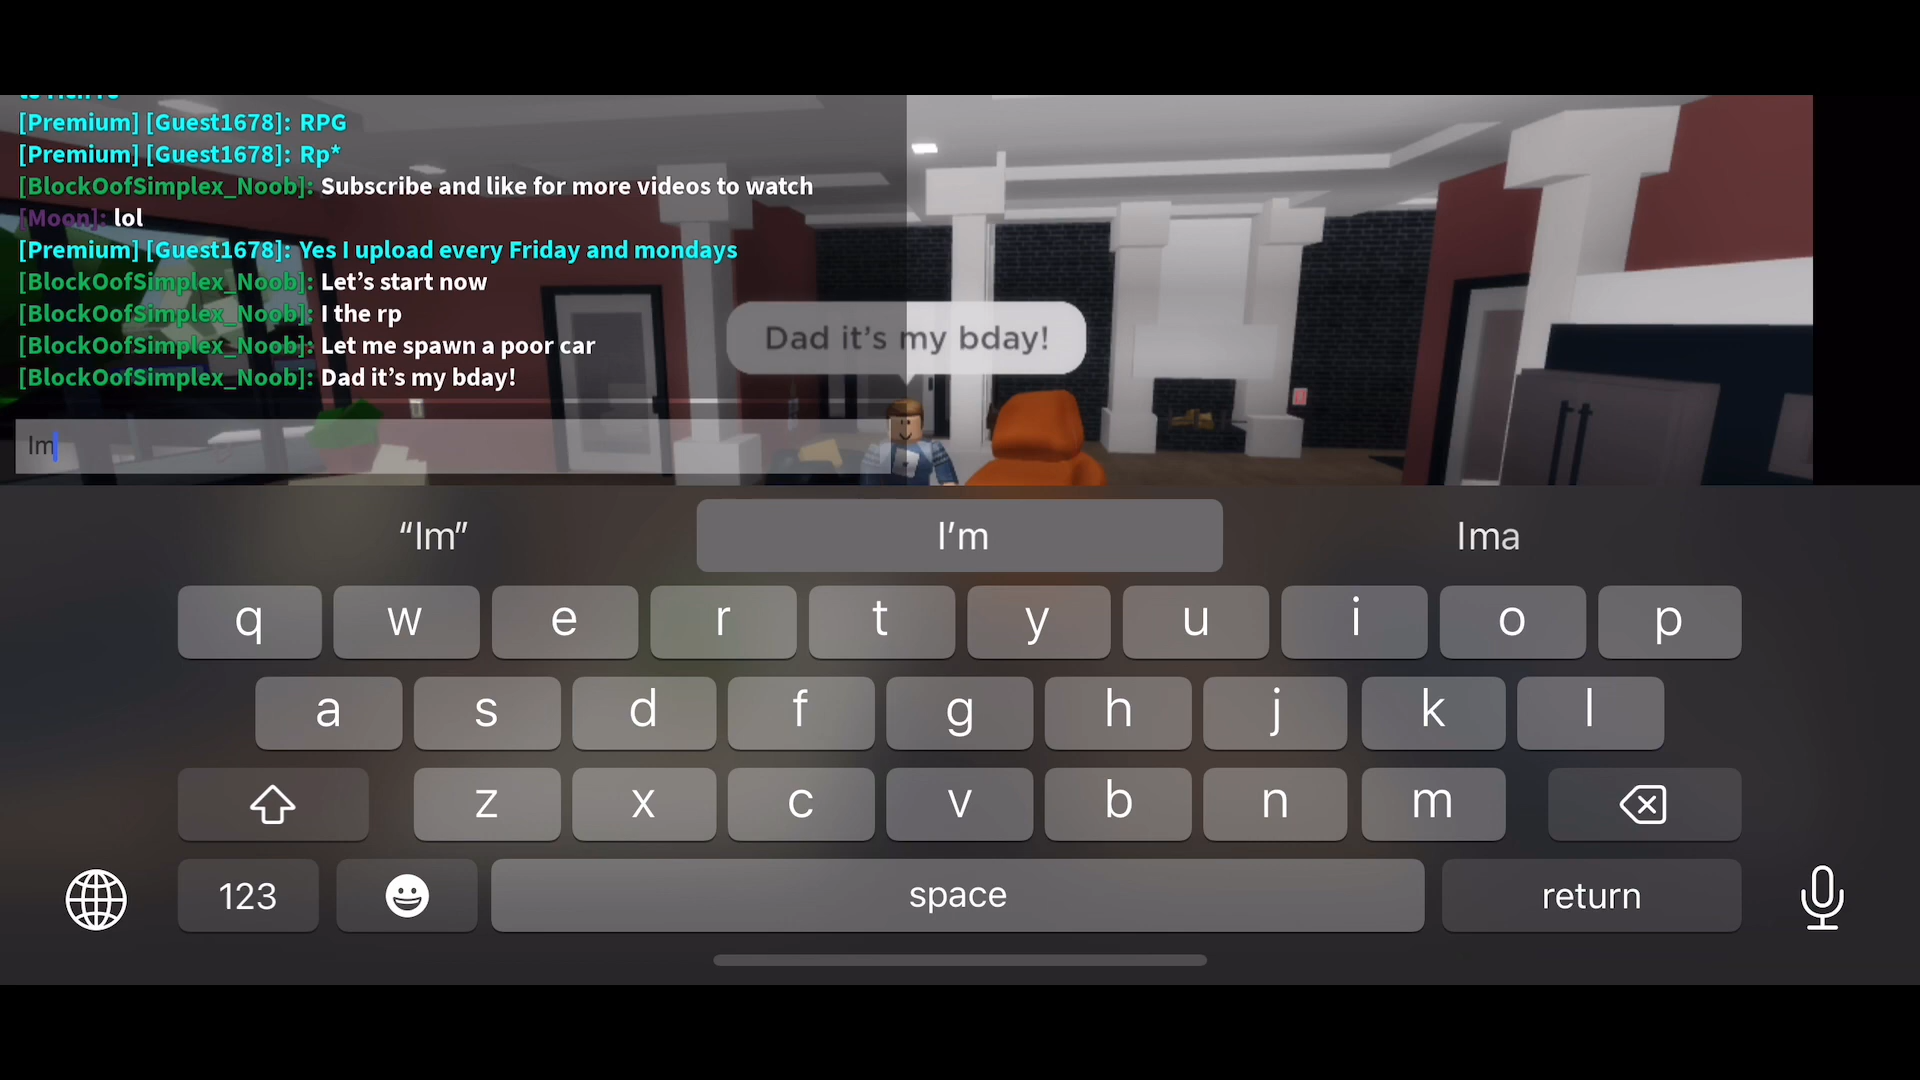 [Premium] [Guest1678]: RPG
[Premium] [Guest1678]: Rp*
[BlockOofSimplex_Noob]: Subscribe and like for more videos to watch
[Moon]: lol
[Premium] [Guest1678]: Yes I upload every Friday and mondays
[BlockOofSimplex_Noob]: Let’s start now
[BlockOofSimplex_Noob]: I the rp
[BlockOofSimplex_Noob]: Let me spawn a poor car
[BlockOofSimplex_Noob]: Dad it’s my bday!
Dad it’s my bday!
Im
“Im” I’m Ima
q w e r t y u i o p
a s d f g h j k l
z x c v b n m
123 space return